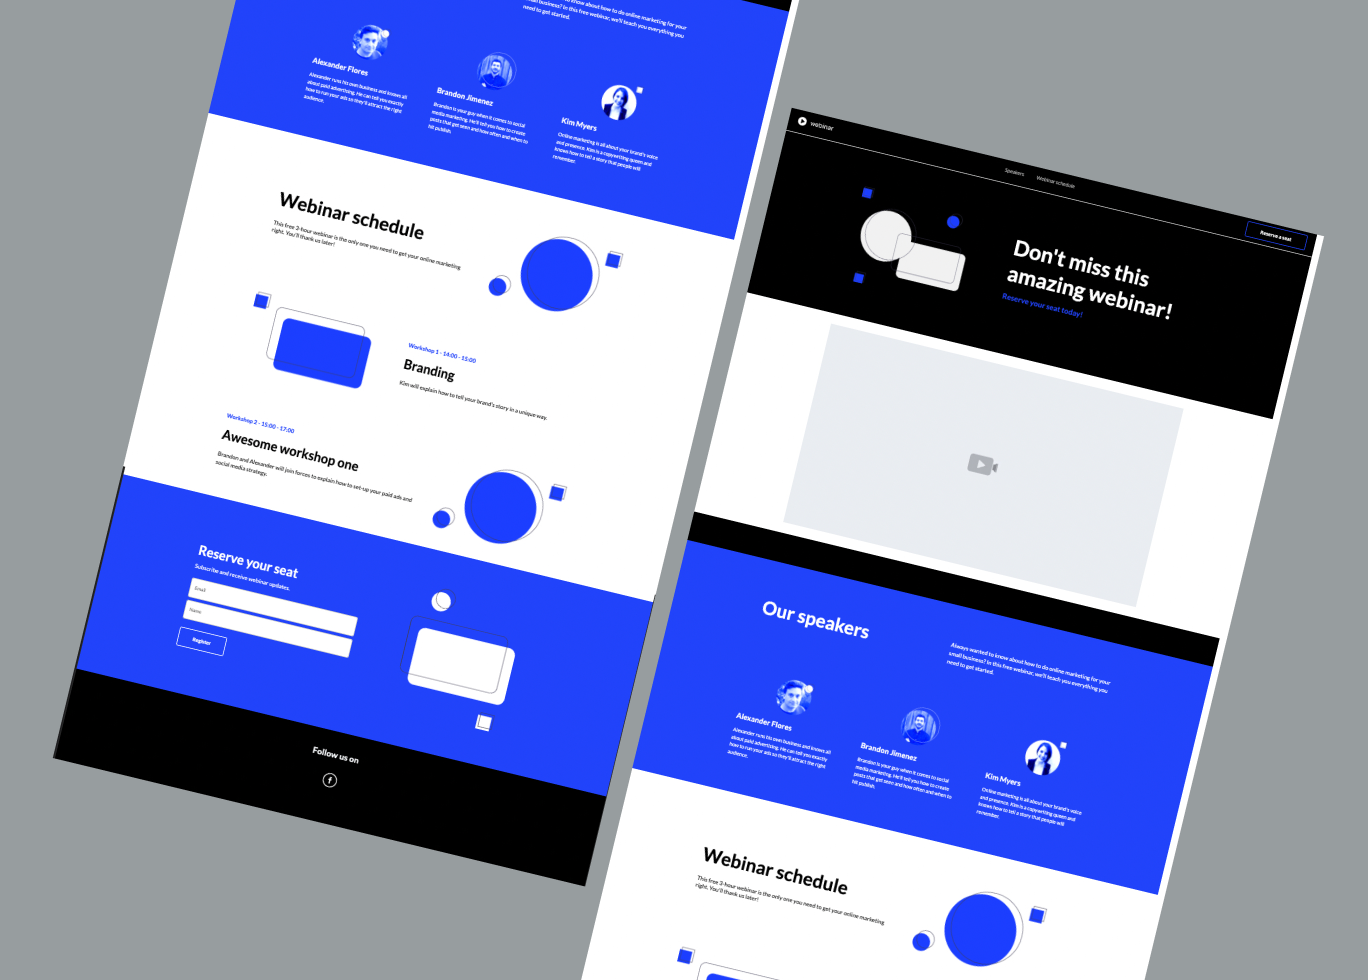 know about how to do online marketing for your
small business? In this free webinar, we'll teach you everything you
need to get started.
Alexander Flores
Alexander runs his own business and knows all
about paid advertising. He can tell you exactly
how to run your ads so they'll attract the right
audience.
Brandon Jimenez
Brandon is your guy when it comes to social
media marketing. He'll tell you how to create
posts that get seen and how often and when to
hit publish.
Kim Myers
Online marketing is all about your brand's voice
and presence. Kim is a copywriting queen and
knows how to tell a story that people will
remember.
Webinar schedule
This free 3-hour webinar is the only one you need to get your online marketing
right. You'll thank us later!
Workshop 1 - 14:00 - 15:00
Branding
Kim will explain how to tell your brand's story in a unique way.
Workshop 2 - 15:00 - 17:00
Awesome workshop one
Brandon and Alexander will join forces to explain how to set-up your paid ads and
social media strategy.
Reserve your seat
Subscribe and receive webinar updates.
Email
Name
Register
Follow us on
webinar
Speakers
Webinar schedule
Reserve a seat
Don't miss this
amazing webinar!
Reserve your seat today!
Our speakers
Always wanted to know about how to do online marketing for your
small business? In this free webinar, we'll teach you everything you
need to get started.
Alexander Flores
Alexander runs his own business and knows all
about paid advertising. He can tell you exactly
how to run your ads so they'll attract the right
audience.
Brandon Jimenez
Brandon is your guy when it comes to social
media marketing. He'll tell you how to create
posts that get seen and how often and when to
hit publish.
Kim Myers
Online marketing is all about your brand's voice
and presence. Kim is a copywriting queen and
knows how to tell a story that people will
remember.
Webinar schedule
This free 3-hour webinar is the only one you need to get your online marketing
right. You'll thank us later!